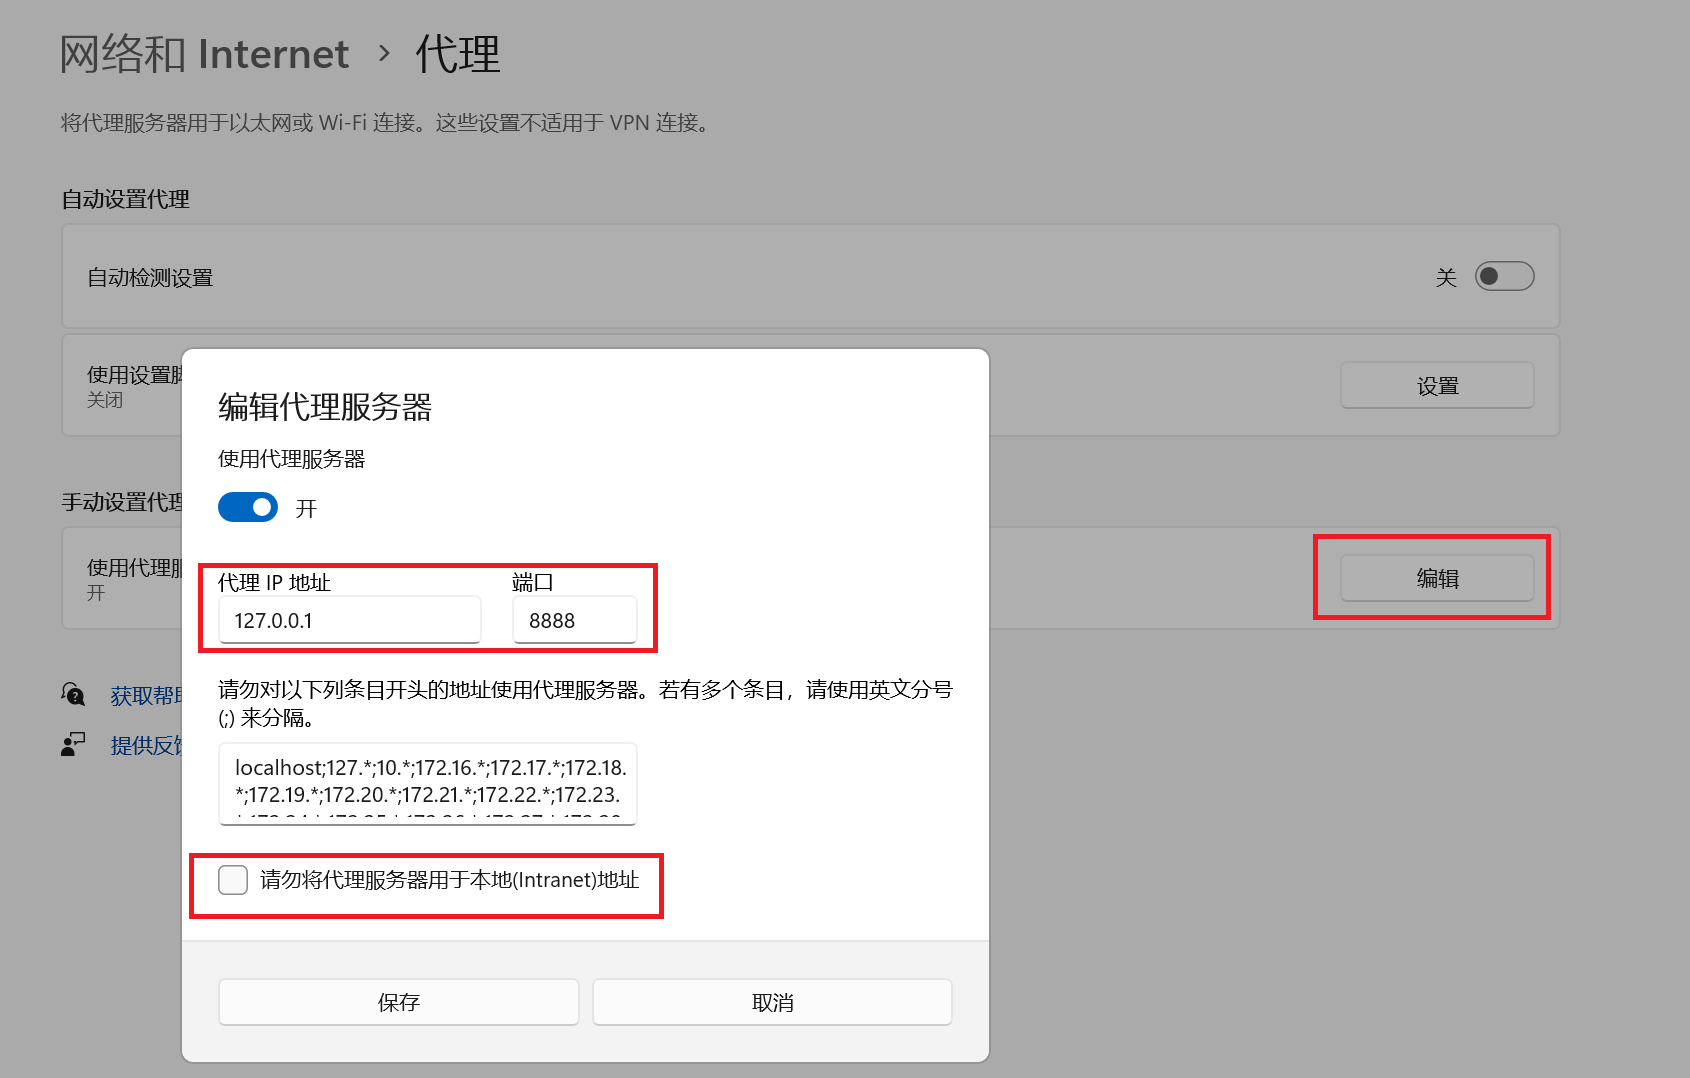 网络和 Internet › 代理
将代理服务器用于以太网或 Wi-Fi 连接。这些设置不适用于 VPN 连接。
自动设置代理
自动检测设置
关
使用设置
关闭
设置
手动设置代理
使用代理
开
编辑
获取帮
提供反
编辑代理服务器
使用代理服务器
开
代理 IP 地址
端口
127.0.0.1
8888
请勿对以下列条目开头的地址使用代理服务器。若有多个条目，请使用英文分号
(;) 来分隔。
localhost;127.*;10.*;172.16.*;172.17.*;172.18.
*;172.19.*;172.20.*;172.21.*;172.22.*;172.23.
请勿将代理服务器用于本地(Intranet)地址
保存
取消